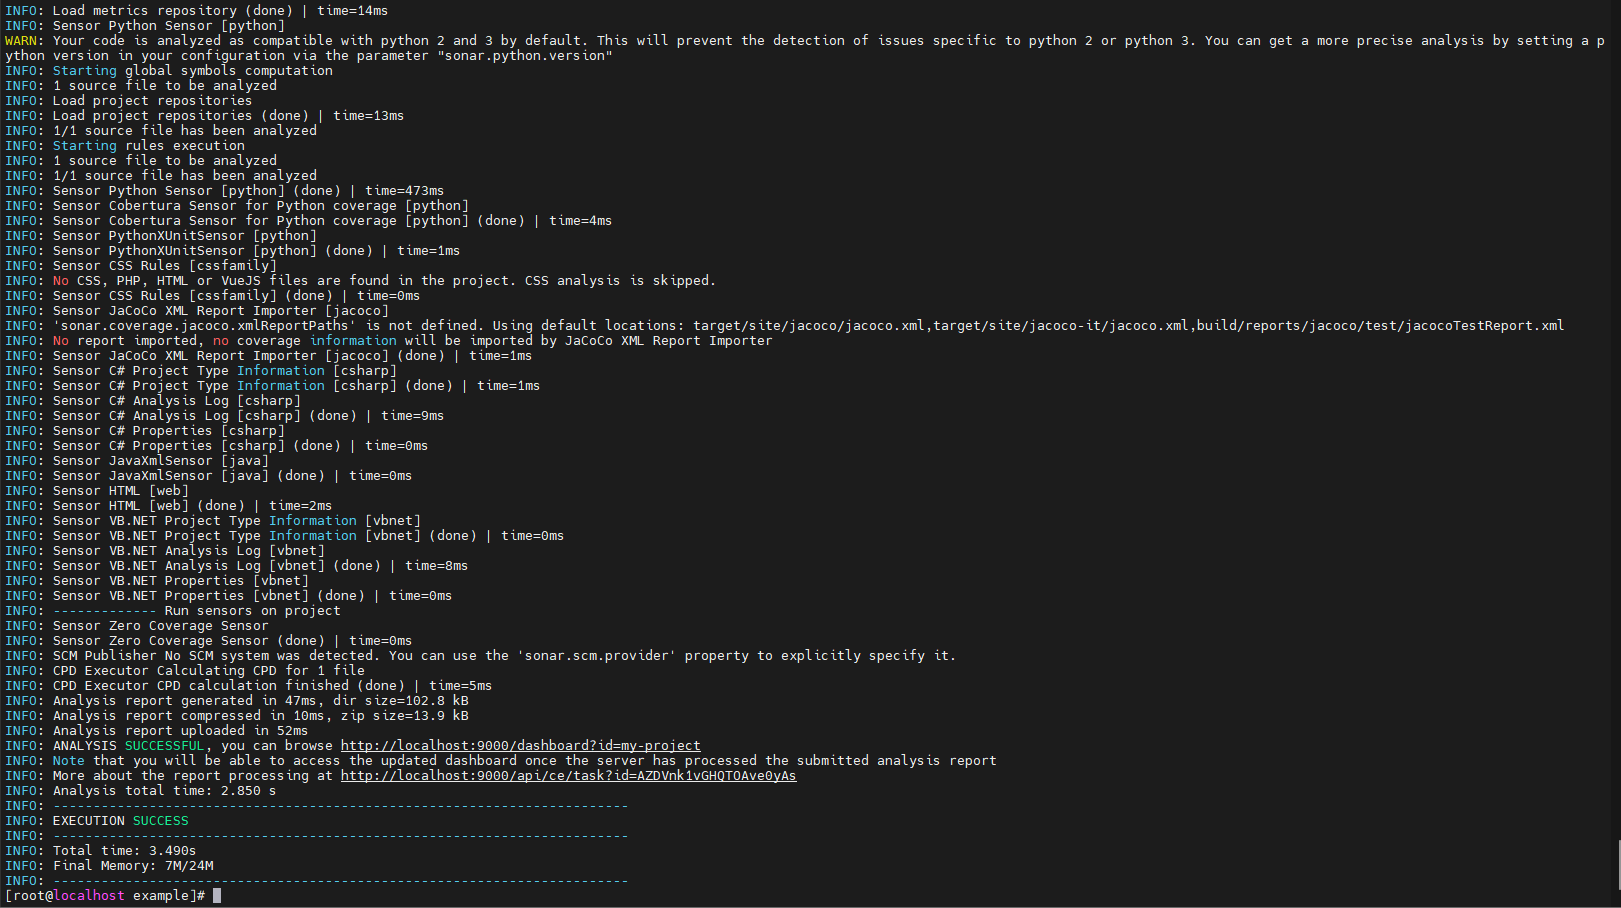 INFO: Load metrics repository (done) | time=14ms
INFO: Sensor Python Sensor [python]
WARN: Your code is analyzed as compatible with python 2 and 3 by default. This will prevent the detection of issues specific to python 2 or python 3. You can get a more precise analysis by setting a p
ython version in your configuration via the parameter "sonar.python.version"
INFO: Starting global symbols computation
INFO: 1 source file to be analyzed
INFO: Load project repositories
INFO: Load project repositories (done) | time=13ms
INFO: 1/1 source file has been analyzed
INFO: Starting rules execution
INFO: 1 source file to be analyzed
INFO: 1/1 source file has been analyzed
INFO: Sensor Python Sensor [python] (done) | time=473ms
INFO: Sensor Cobertura Sensor for Python coverage [python]
INFO: Sensor Cobertura Sensor for Python coverage [python] (done) | time=4ms
INFO: Sensor PythonXUnitSensor [python]
INFO: Sensor PythonXUnitSensor [python] (done) | time=1ms
INFO: Sensor CSS Rules [cssfamily]
INFO: No CSS, PHP, HTML or VueJS files are found in the project. CSS analysis is skipped.
INFO: Sensor CSS Rules [cssfamily] (done) | time=0ms
INFO: Sensor JaCoCo XML Report Importer [jacoco]
INFO: 'sonar.coverage.jacoco.xmlReportPaths' is not defined. Using default locations: target/site/jacoco/jacoco.xml,target/site/jacoco-it/jacoco.xml,build/reports/jacoco/test/jacocoTestReport.xml
INFO: No report imported, no coverage information will be imported by JaCoCo XML Report Importer
INFO: Sensor JaCoCo XML Report Importer [jacoco] (done) | time=1ms
INFO: Sensor C# Project Type Information [csharp]
INFO: Sensor C# Project Type Information [csharp] (done) | time=1ms
INFO: Sensor C# Analysis Log [csharp]
INFO: Sensor C# Analysis Log [csharp] (done) | time=9ms
INFO: Sensor C# Properties [csharp]
INFO: Sensor C# Properties [csharp] (done) | time=0ms
INFO: Sensor JavaXmlSensor [java]
INFO: Sensor JavaXmlSensor [java] (done) | time=0ms
INFO: Sensor HTML [web]
INFO: Sensor HTML [web] (done) | time=2ms
INFO: Sensor VB.NET Project Type Information [vbnet]
INFO: Sensor VB.NET Project Type Information [vbnet] (done) | time=0ms
INFO: Sensor VB.NET Analysis Log [vbnet]
INFO: Sensor VB.NET Analysis Log [vbnet] (done) | time=8ms
INFO: Sensor VB.NET Properties [vbnet]
INFO: Sensor VB.NET Properties [vbnet] (done) | time=0ms
INFO: ------------- Run sensors on project
INFO: Sensor Zero Coverage Sensor
INFO: Sensor Zero Coverage Sensor (done) | time=0ms
INFO: SCM Publisher No SCM system was detected. You can use the 'sonar.scm.provider' property to explicitly specify it.
INFO: CPD Executor Calculating CPD for 1 file
INFO: CPD Executor CPD calculation finished (done) | time=5ms
INFO: Analysis report generated in 47ms, dir size=102.8 kB
INFO: Analysis report compressed in 10ms, zip size=13.9 kB
INFO: Analysis report uploaded in 52ms
INFO: ANALYSIS SUCCESSFUL, you can browse http://localhost:9000/dashboard?id=my-project
INFO: Note that you will be able to access the updated dashboard once the server has processed the submitted analysis report
INFO: More about the report processing at http://localhost:9000/api/ce/task?id=AZDVnk1vGHQTOAve0yAs
INFO: Analysis total time: 2.850 s
INFO: ------------------------------------------------------------------------
INFO: EXECUTION SUCCESS
INFO: ------------------------------------------------------------------------
INFO: Total time: 3.490s
INFO: Final Memory: 7M/24M
INFO: ------------------------------------------------------------------------
[root@localhost example]#